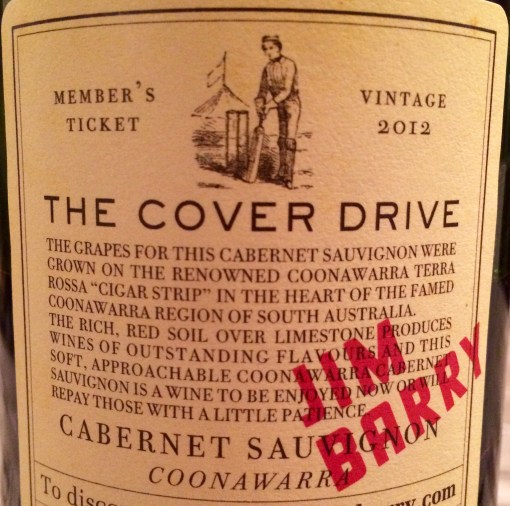 MEMBER'S TICKET
VINTAGE 2012
THE COVER DRIVE
THE GRAPES FOR THIS CABERNET SAUVIGNON WERE
GROWN ON THE RENOWNED COONAWARRA TERRA
ROSSA "CIGAR STRIP" IN THE HEART OF THE FAMED
COONAWARRA REGION OF SOUTH AUSTRALIA.
THE RICH, RED SOIL OVER LIMESTONE PRODUCES
WINES OF OUTSTANDING FLAVOURS AND THIS
SOFT, APPROACHABLE COONAWARRA CABERNET
SAUVIGNON IS A WINE TO BE ENJOYED NOW OR WILL
REPAY THOSE WITH A LITTLE PATIENCE.
JIM
BARRY
CABERNET SAUVIGNON
COONAWARRA
To